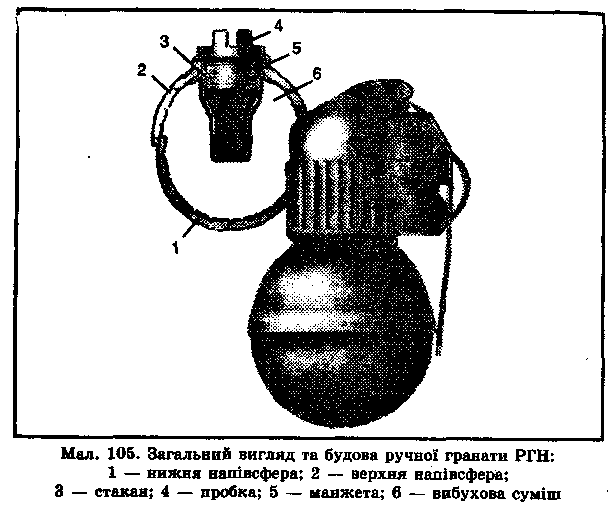 4
3
5
2
6
1
Мал. 105. Загальний вигляд та будова ручної гранати РГН:
1 — нижня напівсфера; 2 — верхня напівсфера;
3 — стакан; 4 — пробка; 5 — манжета; 6 — вибухова суміш